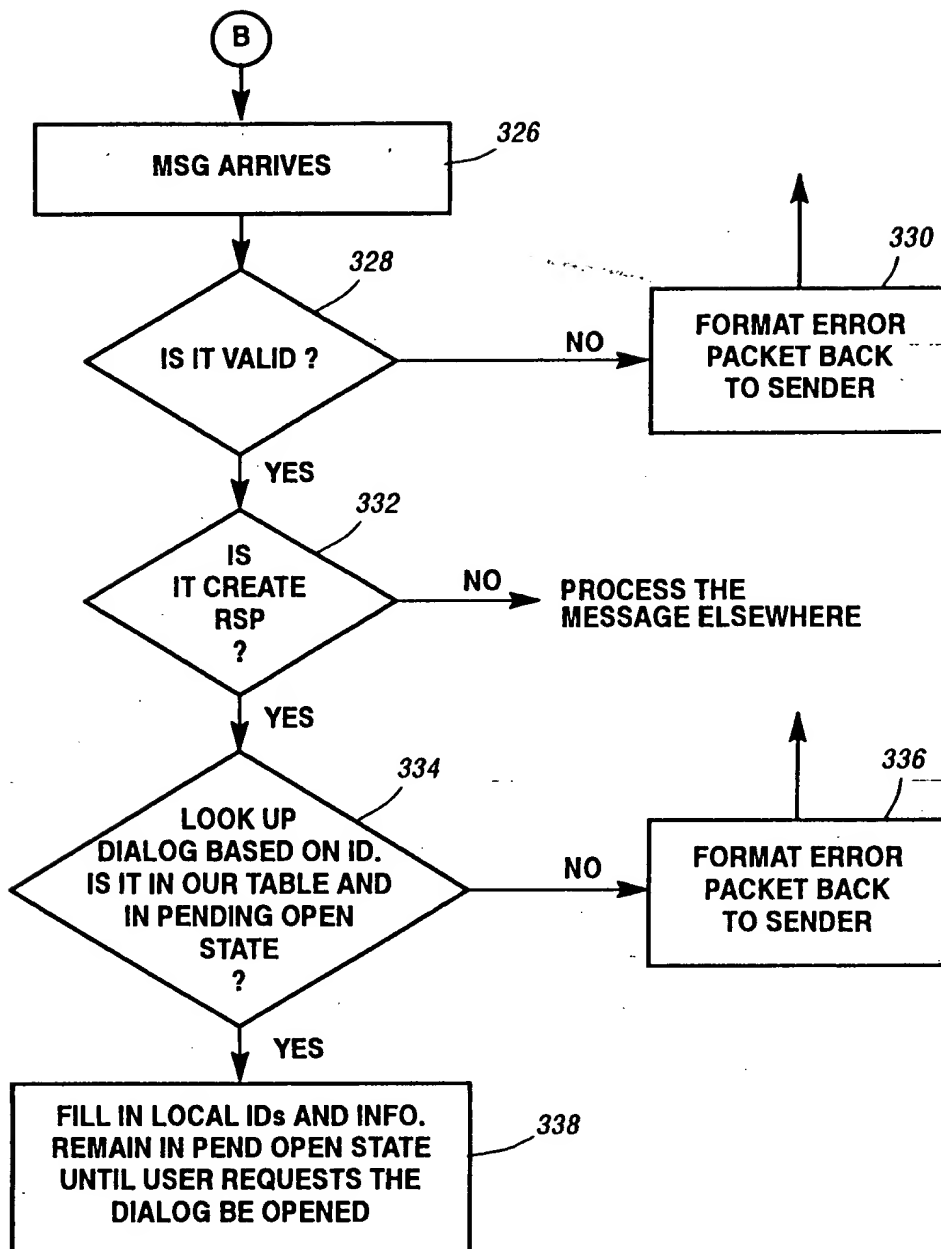 B
MSG ARRIVES
326
328
IS IT VALID ?
NO
330
FORMAT ERROR
PACKET BACK
TO SENDER
YES
332
IS
IT CREATE
RSP
?
NO
PROCESS THE
MESSAGE ELSEWHERE
YES
334
LOOK UP
DIALOG BASED ON ID.
IS IT IN OUR TABLE AND
IN PENDING OPEN
STATE
?
NO
336
FORMAT ERROR
PACKET BACK
TO SENDER
YES
FILL IN LOCAL IDs AND INFO.
REMAIN IN PEND OPEN STATE
UNTIL USER REQUESTS THE
DIALOG BE OPENED
338